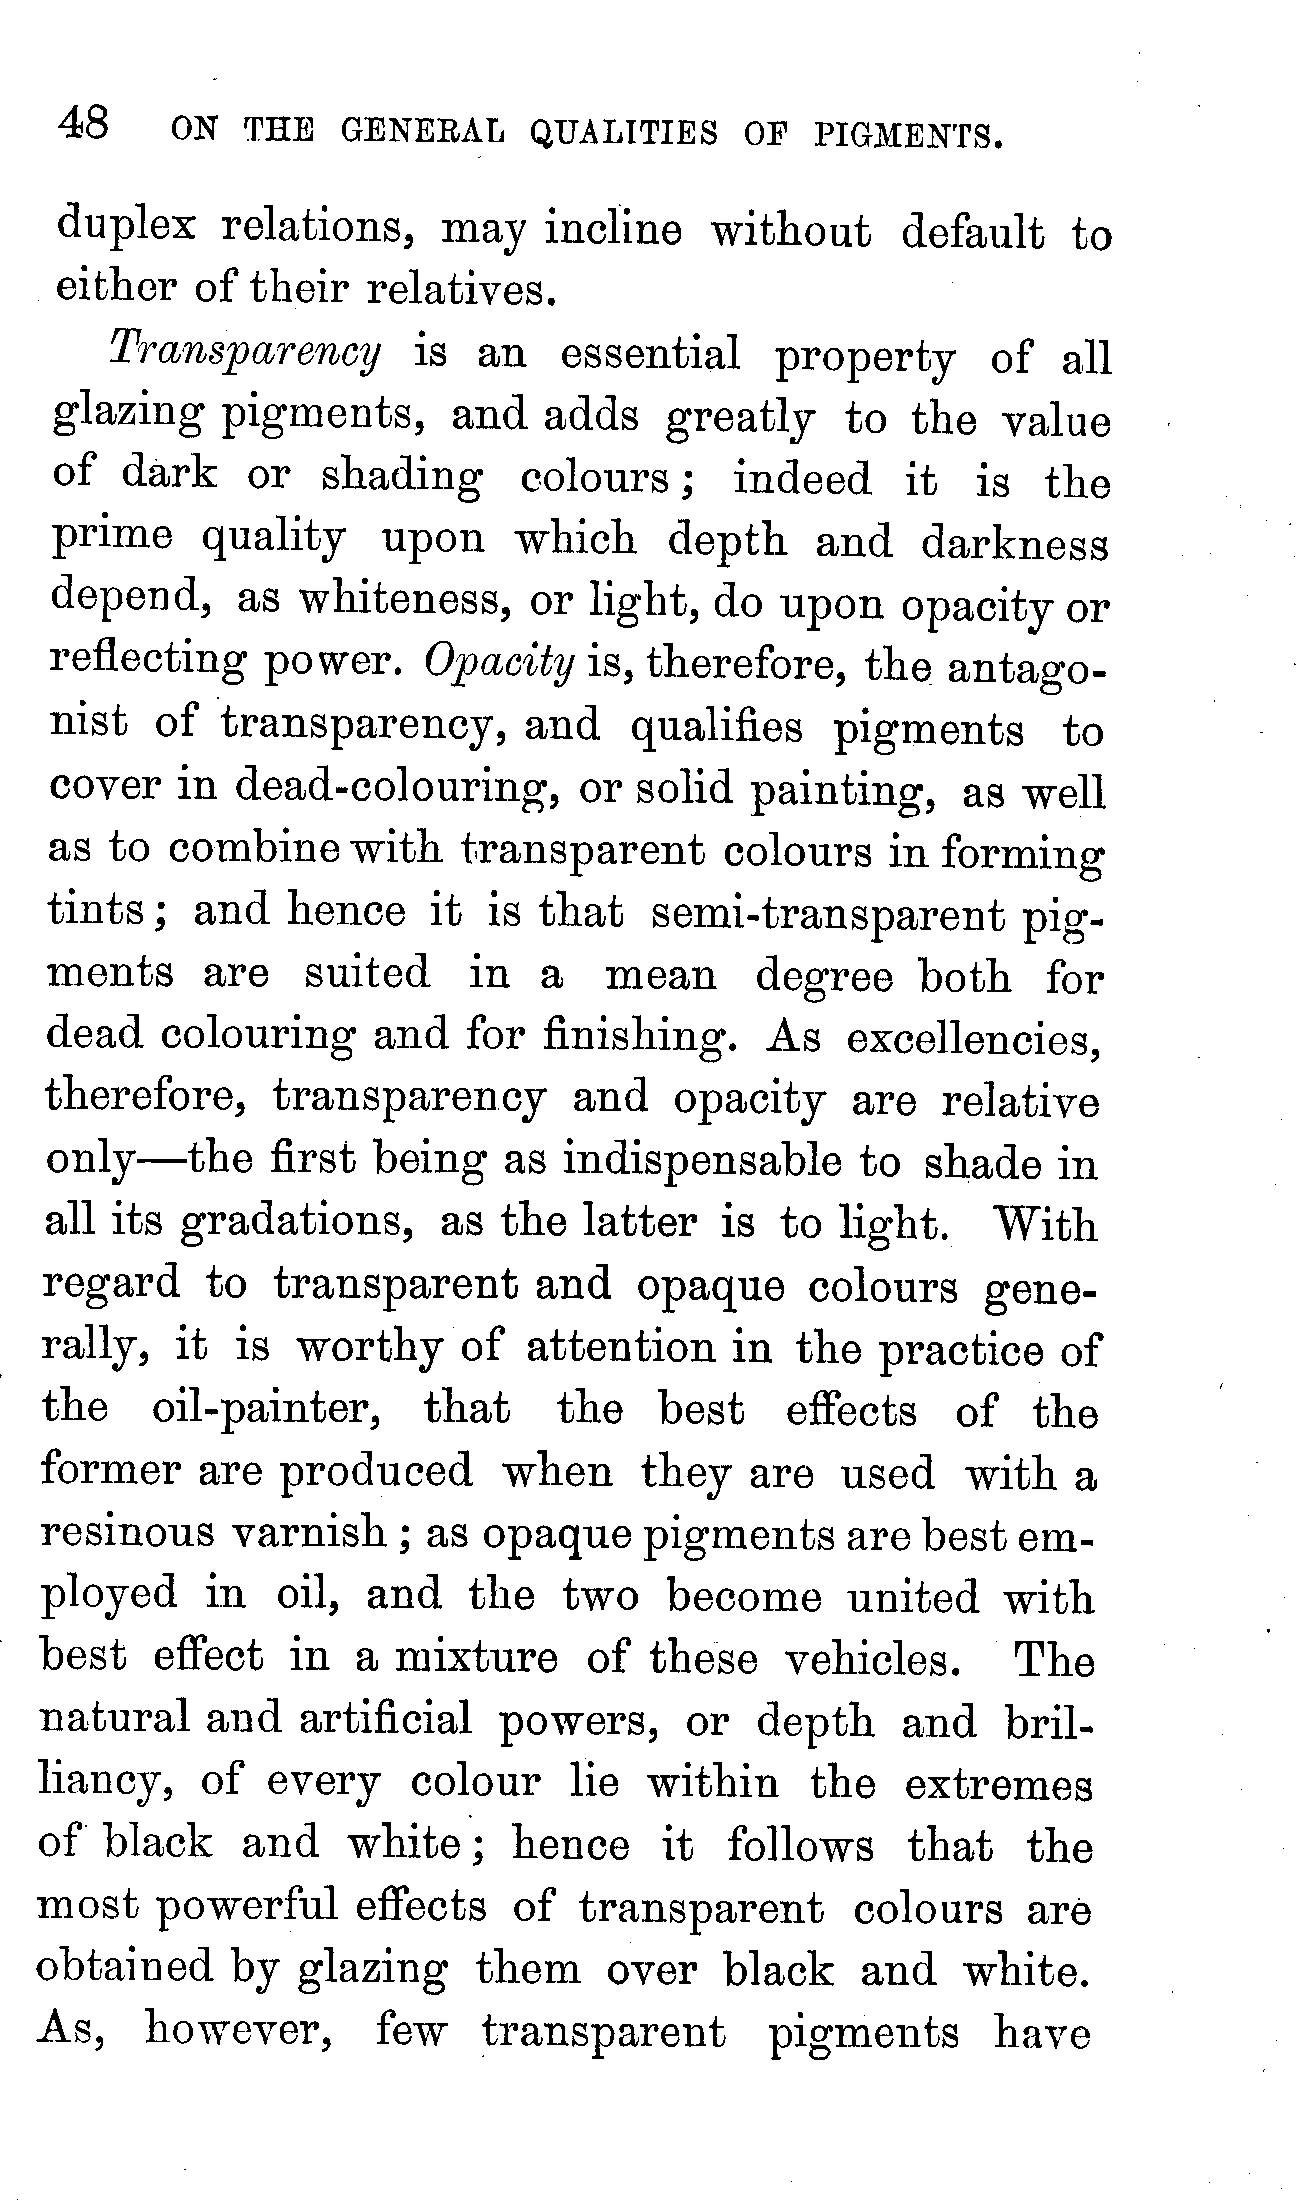 48 ON THE GENERAL QUALITIES OF PIGMENTS.
duplex relations, may incline without default to
either of their relatives.
Transparency is an essential property of all
glazing pigments, and adds greatly to the value
of dark or shading colours; indeed it is the
prime quality upon which depth and darkness
depend, as whiteness, or light, do upon opacity or
reflecting power. Opacity is, therefore, the antago-
nist of transparency, and qualifies pigments to
cover in dead-colouring, or solid painting, as well
as to combine with transparent colours in forming
tints; and hence it is that semi-transparent pig-
ments are suited in a mean degree both for
dead colouring and for finishing. As excellencies,
therefore, transparency and opacity are relative
only—the first being as indispensable to shade in
all its gradations, as the latter is to light. With
regard to transparent and opaque colours gene-
rally, it is worthy of attention in the practice of
the oil-painter, that the best effects of the
former are produced when they are used with a
resinous varnish; as opaque pigments are best em-
ployed in oil, and the two become united with
best effect in a mixture of these vehicles. The
natural and artificial powers, or depth and bril-
liancy, of every colour lie within the extremes
of black and white; hence it follows that the
most powerful effects of transparent colours are
obtained by glazing them over black and white.
As, however, few transparent pigments have